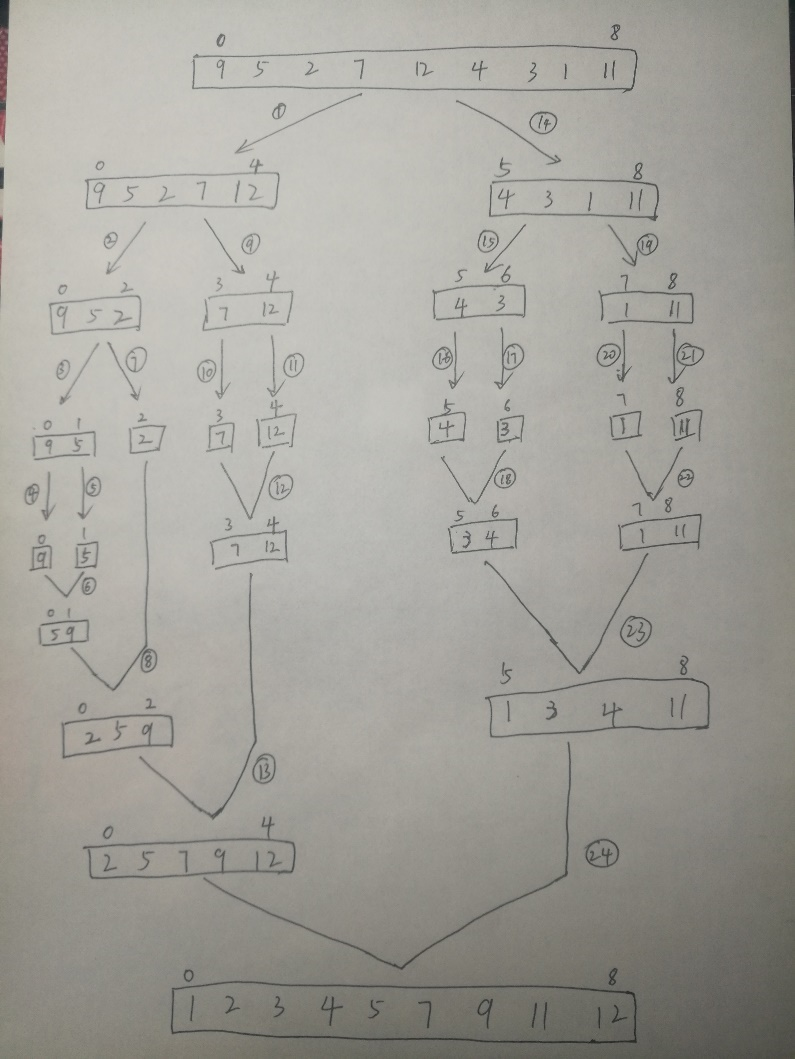 0 8
9 5 2 7 12 4 3 1 11
① ⑭
0 4 5 8
9 5 2 7 12 4 3 1 11
② ⑨ ⑮ ⑲
0 2 3 4 5 6 7 8
9 5 2 7 12 4 3 1 11
③ ⑦ ⑩ ⑪ ⑯ ⑰ ⑳ ㉑
0 1 2 3 4 5 6 7 8
9 5 2 7 12 4 3 1 11
④ ⑤ ⑫ ⑱ ㉒
0 1 3 4 5 6 7 8
9 5 7 12 3 4 1 11
⑥
0 1
5 9
⑧ ㉓
0 2 5 8
2 5 9 1 3 4 11
⑬
0 4
2 5 7 9 12
㉔
0 8
1 2 3 4 5 7 9 11 12